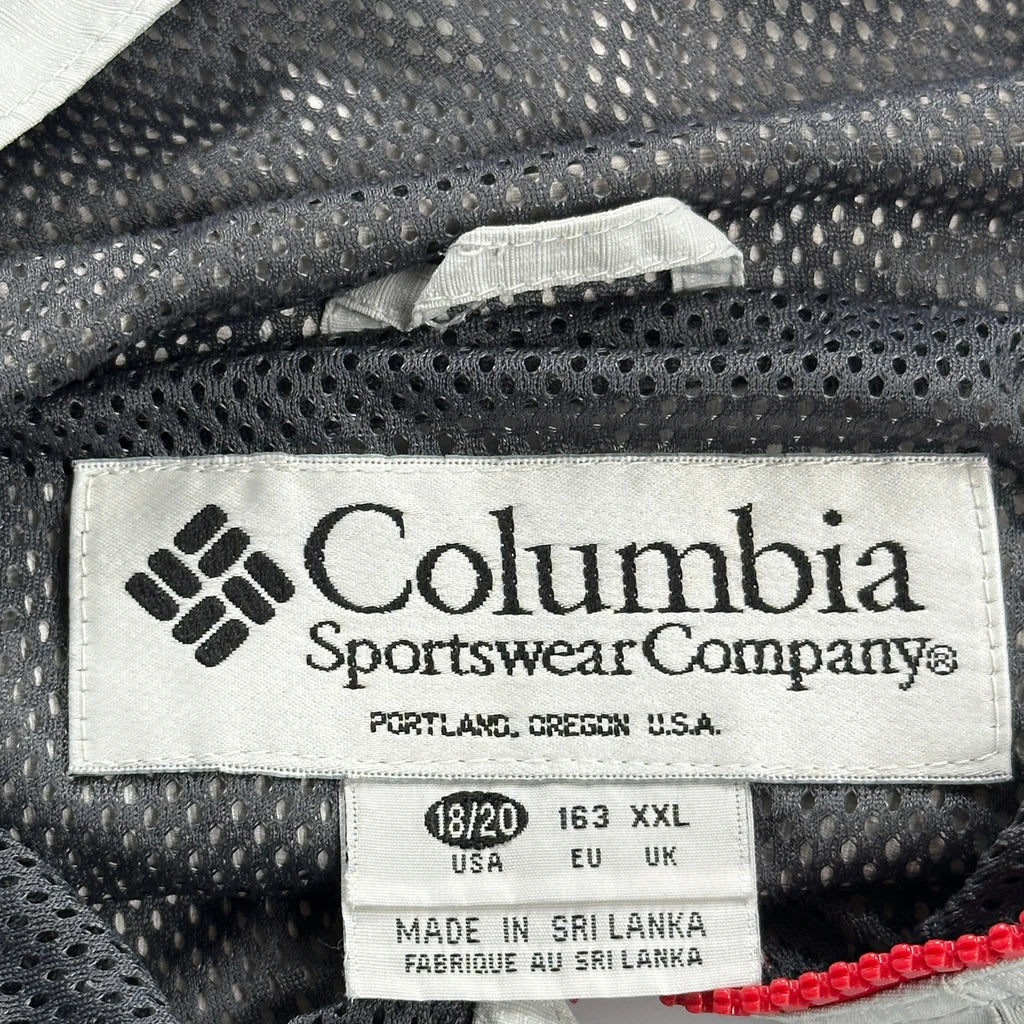 Columbia
Sportswear Company®
PORTLAND, OREGON U.S.A.
18/20 163 XXL
USA EU UK
MADE IN SRI LANKA
FABRIQUE AU SRI LANKA